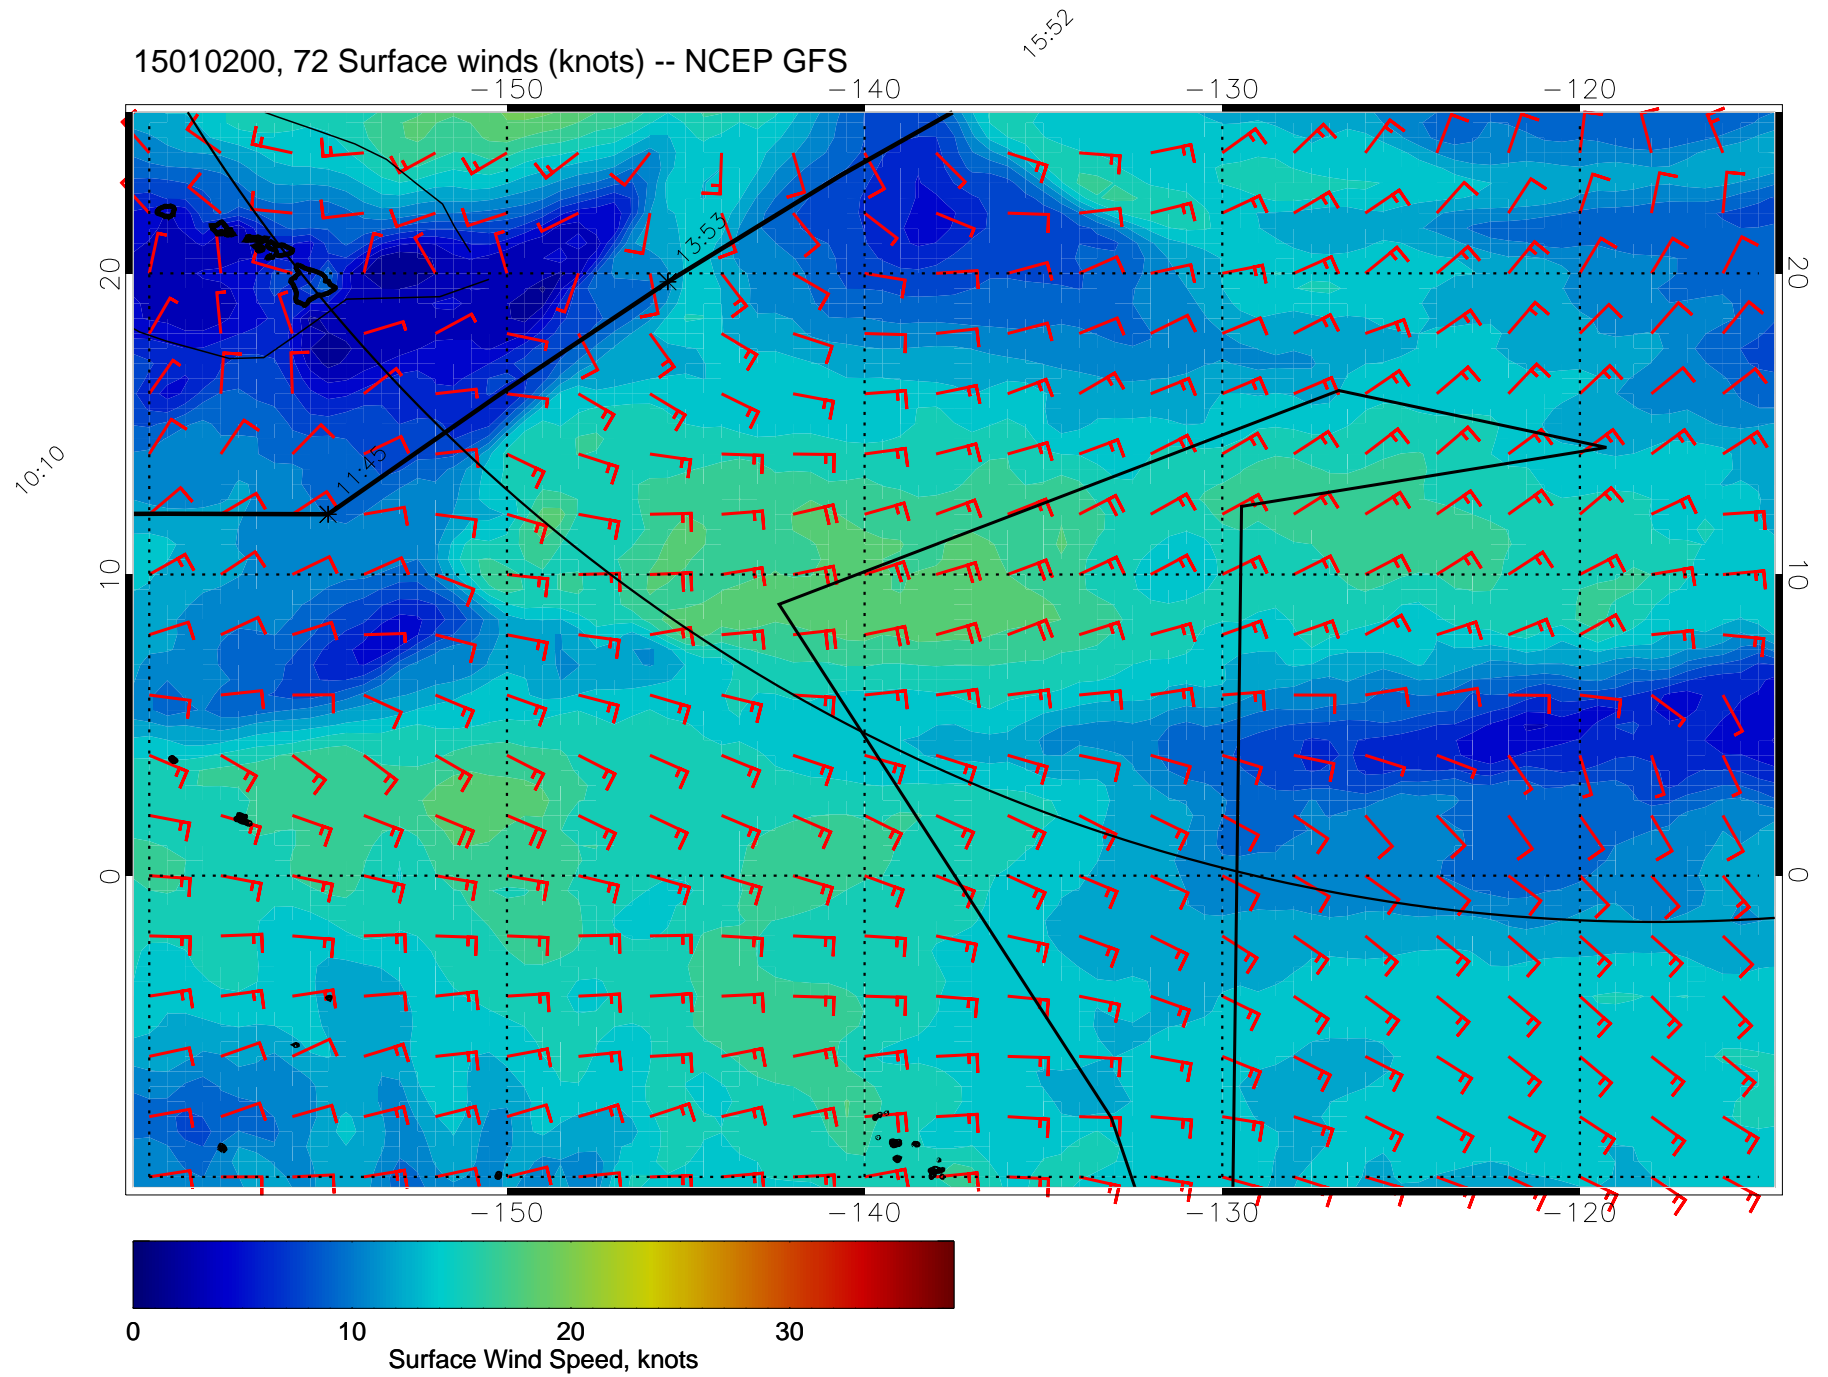 15:52
15010200, 72 Surface winds (knots) -- NCEP GFS
-150 -140 -130 -120
20 20
13:53
11:45
10:10
10 10
0 0
-150 -140 -130 -120
0 10 20 30
Surface Wind Speed, knots